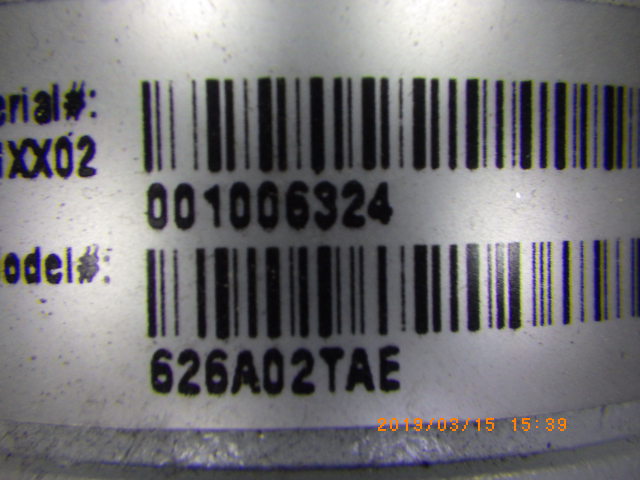 erial#:
XX02
001006324
odel#:
626A02TAE
2019/03/15 15:39